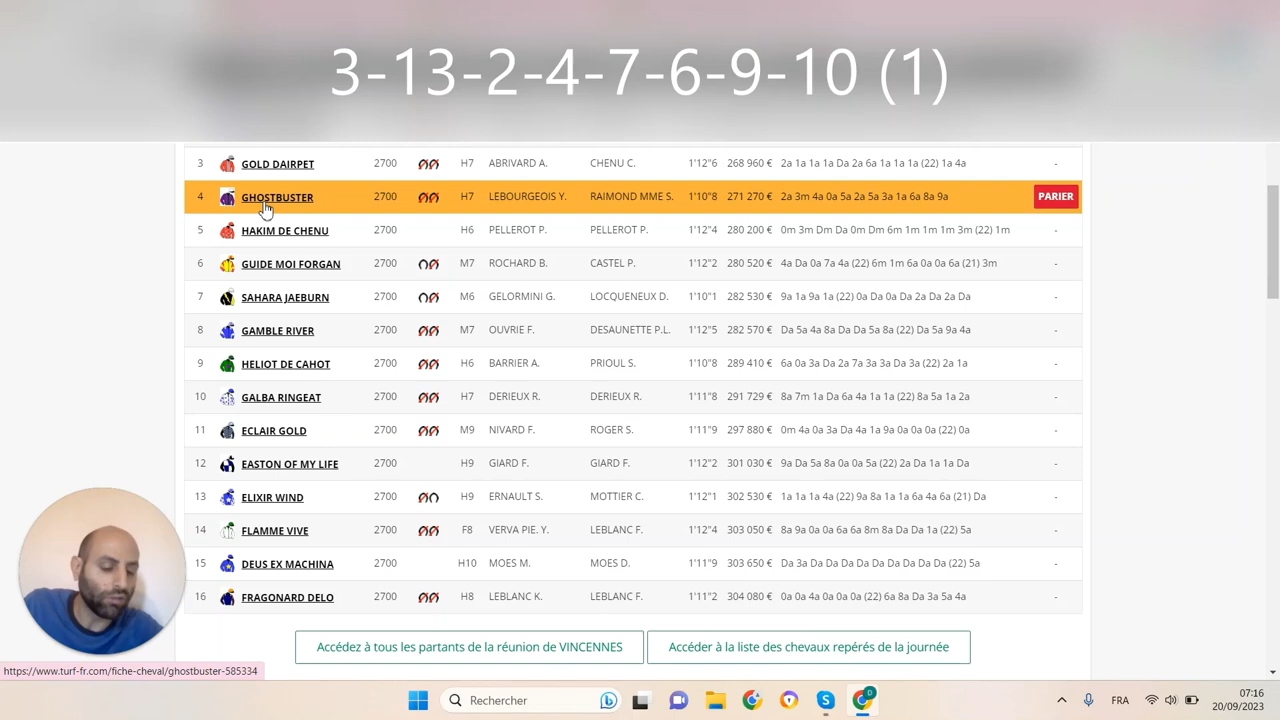 3-13-2-4-7-6-9-10 (1)
3 GOLD DAIRPET 2700 H7 ABRIVARD A. CHENU C. 1'12"6 268 960 € 2a 1a 1a 1a Da 2a 6a 1a 1a 1a (22) 1a 4a -
4 GHOSTBUSTER 2700 H7 LEBOURGEOIS Y. RAIMOND MME S. 1'10"8 271 270 € 2a 3m 4a 0a 5a 2a 5a 3a 1a 6a 8a 9a PARIER
5 HAKIM DE CHENU 2700 H6 PELLEROT P. PELLEROT P. 1'12"4 280 200 € 0m 3m Dm Da 0m Dm 6m 1m 1m 1m 3m (22) 1m -
6 GUIDE MOI FORGAN 2700 M7 ROCHARD B. CASTEL P. 1'12"2 280 520 € 4a Da 0a 7a 4a (22) 6m 1m 6a 0a 0a 6a (21) 3m -
7 SAHARA JAEBURN 2700 M6 GELORMINI G. LOCQUENEUX D. 1'10"1 282 530 € 9a 1a 9a 1a (22) 0a Da 0a Da 2a Da 2a Da -
8 GAMBLE RIVER 2700 M7 OUVRIE F. DESAUNETTE P.L. 1'12"5 282 570 € Da 5a 4a 8a Da Da 5a 8a (22) Da 5a 9a 4a -
9 HELIOT DE CAHOT 2700 H6 BARRIER A. PRIOUL S. 1'10"8 289 410 € 6a 0a 3a Da 2a 7a 3a 3a Da 3a (22) 2a 1a -
10 GALBA RINGEAT 2700 H7 DERIEUX R. DERIEUX R. 1'11"8 291 729 € 8a 7m 1a Da 6a 4a 1a 1a (22) 8a 5a 1a 2a -
11 ECLAIR GOLD 2700 M9 NIVARD F. ROGER S. 1'11"9 297 880 € 0m 4a 0a 3a Da 4a 1a 9a 0a 0a 0a (22) 0a -
12 EASTON OF MY LIFE 2700 H9 GIARD F. GIARD F. 1'12"2 301 030 € 9a Da 5a 8a 0a 0a 5a (22) 2a Da 1a 1a Da -
13 ELIXIR WIND 2700 H9 ERNAULT S. MOTTIER C. 1'12"1 302 530 € 1a 1a 1a 4a (22) 9a 8a 1a 1a 6a 4a 6a (21) Da -
14 FLAMME VIVE 2700 F8 VERVA PIE. Y. LEBLANC F. 1'12"4 303 050 € 8a 9a 0a 0a 6a 6a 8m 8a Da Da 1a (22) 5a -
15 DEUS EX MACHINA 2700 H10 MOES M. MOES D. 1'11"9 303 650 € Da 3a Da Da Da Da Da Da Da Da (22) 5a -
16 FRAGONARD DELO 2700 H8 LEBLANC K. LEBLANC F. 1'11"2 304 080 € 0a 0a 4a 0a 0a 0a (22) 6a 8a Da 3a 5a 4a -
Accédez à tous les partants de la réunion de VINCENNES Accéder à la liste des chevaux repérés de la journée
https://www.turf-fr.com/fiche-cheval/ghostbuster-585334
Rechercher FRA 07:16
20/09/2023